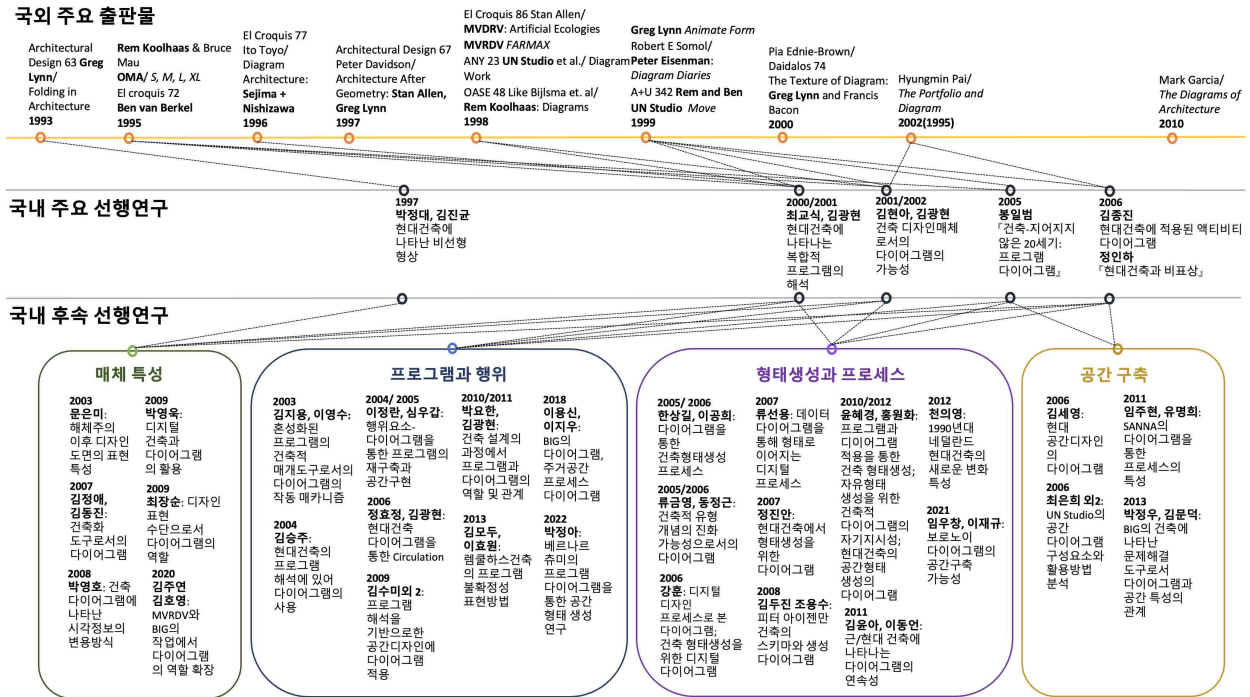 국외 주요 출판물
Architectural
Design 63 Greg
Lynn/
Folding in
Architecture
1993
Rem Koolhaas & Bruce
Mau
OMA/ S, M, L, XL
El croquis 72
Ben van Berkel
1995
El Croquis 77
Ito Toyo/
Diagram
Architecture:
Sejima +
Nishizawa
1996
Architectural Design 67
Peter Davidson/
Architecture After
Geometry: Stan Allen,
Greg Lynn
1997
El Croquis 86 Stan Allen/
MVDRV: Artificial Ecologies
MVRDV FARMAX
ANY 23 UN Studio et al./ Diagram
Work
OASE 48 Like Bijlsma et. al/
Rem Koolhaas: Diagrams
1998
Greg Lynn Animate Form
Robert E Somol/
Peter Eisenman:
Diagram Diaries
A+U 342 Rem and Ben
UN Studio Move
1999
Pia Ednie-Brown/
Daidalos 74
The Texture of Diagram:
Greg Lynn and Francis
Bacon
2000
Hyungmin Pai/
The Portfolio and
Diagram
2002(1995)
Mark Garcia/
The Diagrams of
Architecture
2010
국내 주요 선행연구
1997
박정대, 김진균
현대건축에
나타난 비선형
형상
2000/2001
최교식, 김광현
현대건축에
나타나는
복합적
프로그램의
해석
2001/2002
김현아, 김광현
건축 디자인매체
로서의
다이어그램의
가능성
2005
봉일범
『건축-지어지지
않은 20세기:
프로그램
다이어그램』
2006
김종진
현대건축에 적용된 액티비티
다이어그램
정인하
『현대건축과 비표상』
국내 후속 선행연구
매체 특성
2003
문은미:
해체주의
이후 디자인
도면의 표현
특성
2007
김정애,
김동진:
건축화
도구로서의
다이어그램
2008
박영호: 건축
다이어그램에
나타난
시각정보의
변용방식
2009
박영욱:
디지털
건축과
다이어그램
의 활용
2009
최장순: 디자인
표현
수단으로서
다이어그램의
역할
2020
김주연
김호영:
MVRDV와
BIG의
작업에서
다이어그램
의 역할 확장
프로그램과 행위
2003
김지용, 이영수:
혼성화된
프로그램의
건축적
매개도구로서의
다이어그램의
작동 매카니즘
2004
김승주:
현대건축의
프로그램
해석에 있어
다이어그램의
사용
2004/ 2005
이정란, 심우갑:
행위요소-
다이어그램을
통한 프로그램의
재구축과
공간구현
2006
정효정, 김광현:
현대건축
다이어그램을
통한 Circulation
2009
김수미외 2:
프로그램
해석을
기반으로한
공간디자인에
다이어그램
적용
2010/2011
박요한,
김광현:
건축 설계의
과정에서
프로그램과
다이어그램의
역할 및 관계
2013
김모두,
이효원:
렘쿨하스건축
의 프로그램
불확정성
표현방법
2018
이용신,
이지우:
BIG의
다이어그램,
주거공간
프로세스
다이어그램
2022
박정아:
베르나르
츄미의
프로그램
다이어그램을
통한 공간
형태 생성
연구
형태생성과 프로세스
2005/ 2006
한상길, 이공희:
다이어그램을
통한
건축형태생성
프로세스
2005/2006
류금영, 동정근:
건축적 유형
개념의 진화
가능성으로서의
다이어그램
2006
강훈: 디지털
디자인
프로세스로 본
다이어그램;
건축 형태생성을
위한 디지털
다이어그램
2007
류선용: 데이터
다이어그램을
통해 형태로
이어지는
디지털
프로세스
2007
정진안:
현대건축에서
형태생성을
위한
다이어그램
2008
김두진 조용수:
피터 아이젠만
건축의
스키마와 생성
다이어그램
2010/2012
윤혜경, 홍원화:
프로그램과
디이어그램
적용을 통한
건축 형태생성;
자유형태
생성을 위한
건축적
다이어그램의
자기지시성;
현대건축의
공간형태
생성의
다이어그램
2011
김윤아, 이동언:
근/현대 건축에
나타나는
다이어그램의
연속성
2012
천의영:
1990년대
네덜란드
현대건축의
새로운 변화
특성
2021
임우창, 이재규:
보로노이
다이어그램의
공간구축
가능성
공간 구축
2006
김세영:
현대
공간디자인
의
다이어그램
2006
최은희 외2:
UN Studio의
공간
다이어그램
구성요소와
활용방법
분석
2011
임주현, 유명희:
SANNA의
다이어그램을
통한
프로세스의
특성
2013
박정우, 김문덕:
BIG의 건축에
나타난
문제해결
도구로서
다이어그램과
공간 특성의
관계